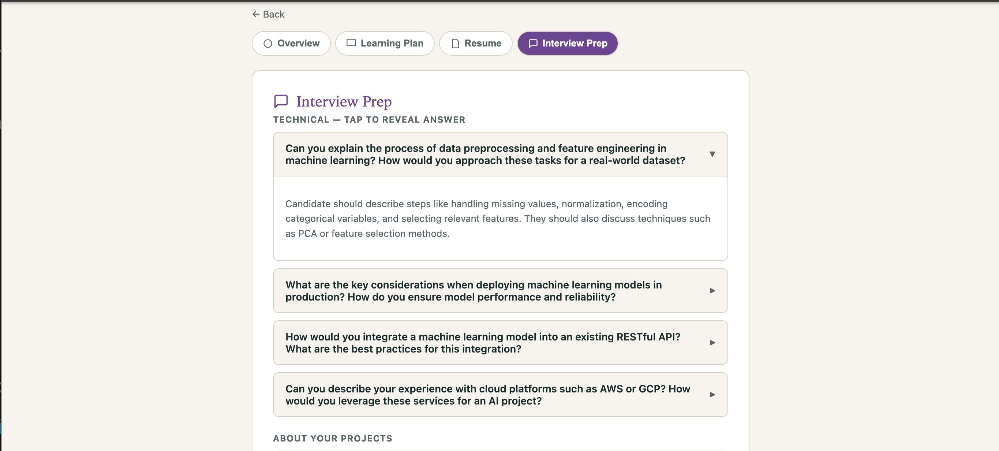 ← Back
Overview
Learning Plan
Resume
Interview Prep
Interview Prep
TECHNICAL — TAP TO REVEAL ANSWER
Can you explain the process of data preprocessing and feature engineering in
machine learning? How would you approach these tasks for a real-world dataset?
Candidate should describe steps like handling missing values, normalization, encoding
categorical variables, and selecting relevant features. They should also discuss techniques such
as PCA or feature selection methods.
What are the key considerations when deploying machine learning models in
production? How do you ensure model performance and reliability?
How would you integrate a machine learning model into an existing RESTful API?
What are the best practices for this integration?
Can you describe your experience with cloud platforms such as AWS or GCP? How
would you leverage these services for an AI project?
ABOUT YOUR PROJECTS